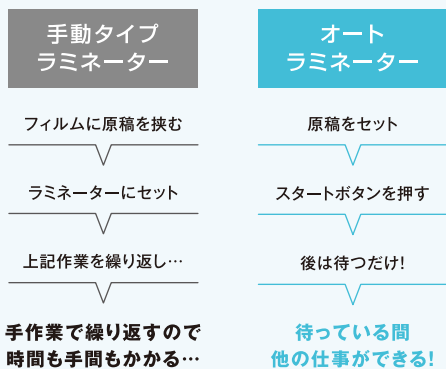 手動タイプ
ラミネーター
フィルムに原稿を挟む
ラミネーターにセット
上記作業を繰り返し…
手作業で繰り返すので
時間も手間もかかる…
オート
ラミネーター
原稿をセット
スタートボタンを押す
後は待つだけ!
待っている間
他の仕事ができる!